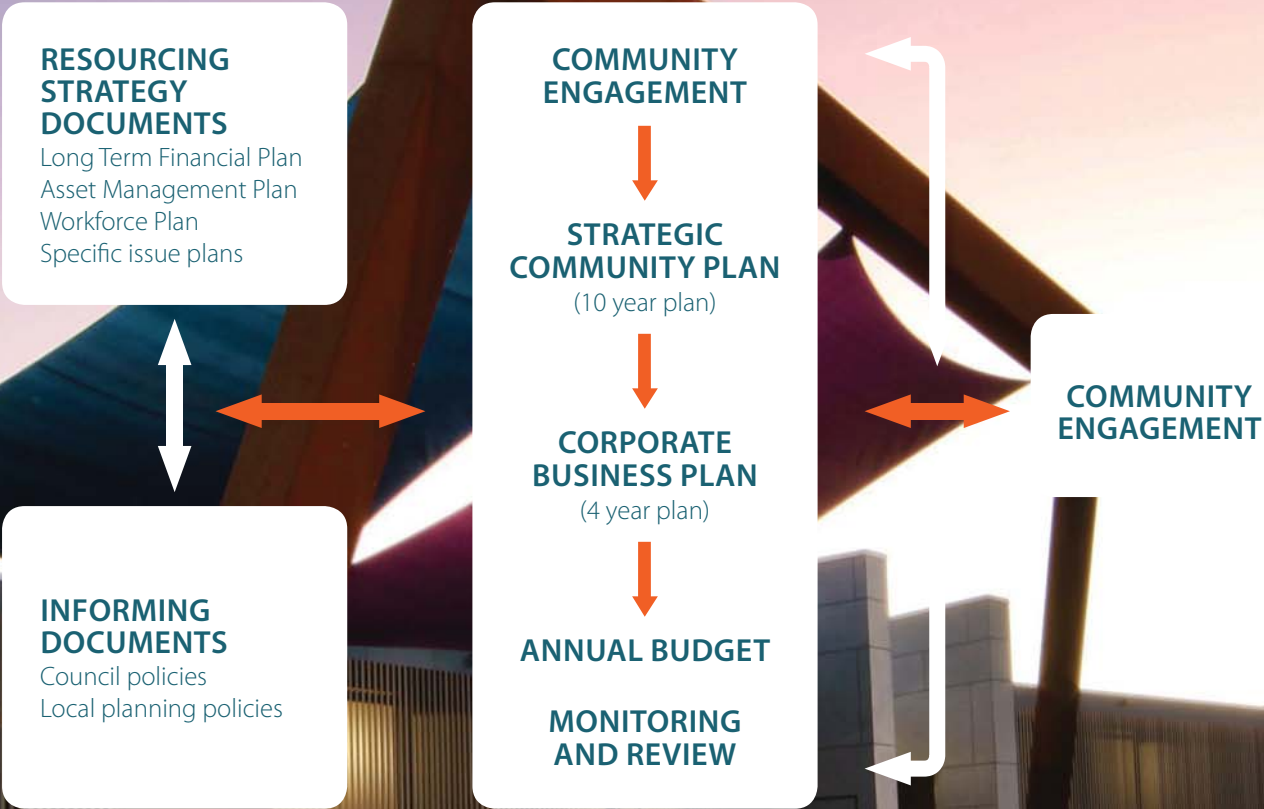 RESOURCING
STRATEGY
DOCUMENTS
Long Term Financial Plan
Asset Management Plan
Workforce Plan
Specific issue plans
INFORMING
DOCUMENTS
Council policies
Local planning policies
COMMUNITY
ENGAGEMENT
STRATEGIC
COMMUNITY PLAN
(10 year plan)
CORPORATE
BUSINESS PLAN
(4 year plan)
ANNUAL BUDGET
MONITORING
AND REVIEW
COMMUNITY
ENGAGEMENT